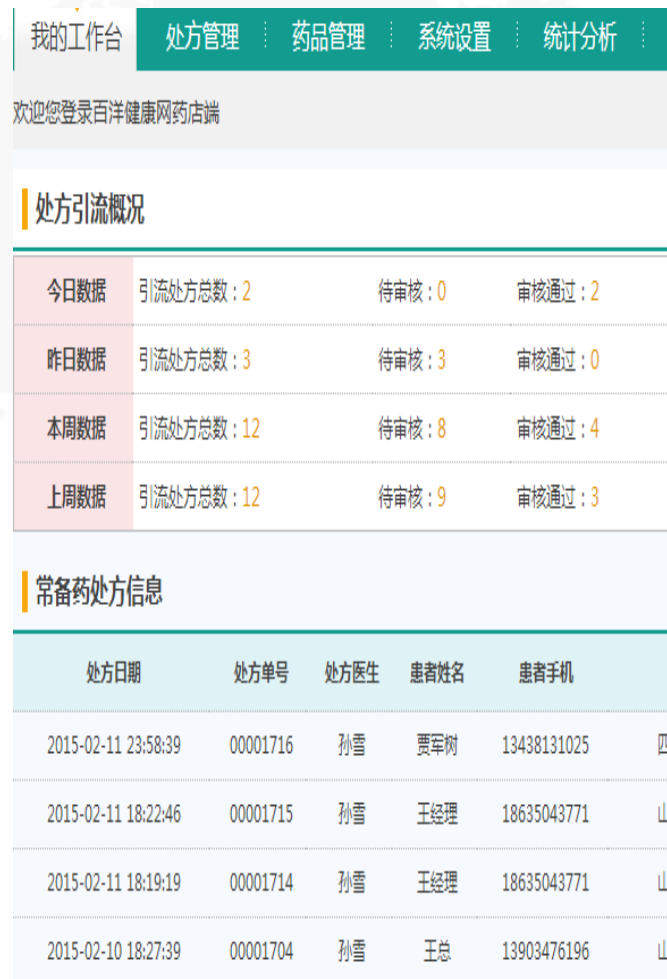 我的工作台 处方管理 药品管理 系统设置 统计分析
欢迎您登录百洋健康网药店端
处方引流概况
今日数据 引流处方总数：2 待审核：0 审核通过：2
昨日数据 引流处方总数：3 待审核：3 审核通过：0
本周数据 引流处方总数：12 待审核：8 审核通过：4
上周数据 引流处方总数：12 待审核：9 审核通过：3
常备药处方信息
处方日期 处方单号 处方医生 患者姓名 患者手机
2015-02-11 23:58:39 00001716 孙雪 贾军树 13438131025 四
2015-02-11 18:22:46 00001715 孙雪 王经理 18635043771 山
2015-02-11 18:19:19 00001714 孙雪 王经理 18635043771 山
2015-02-10 18:27:39 00001704 孙雪 王总 13903476196 山